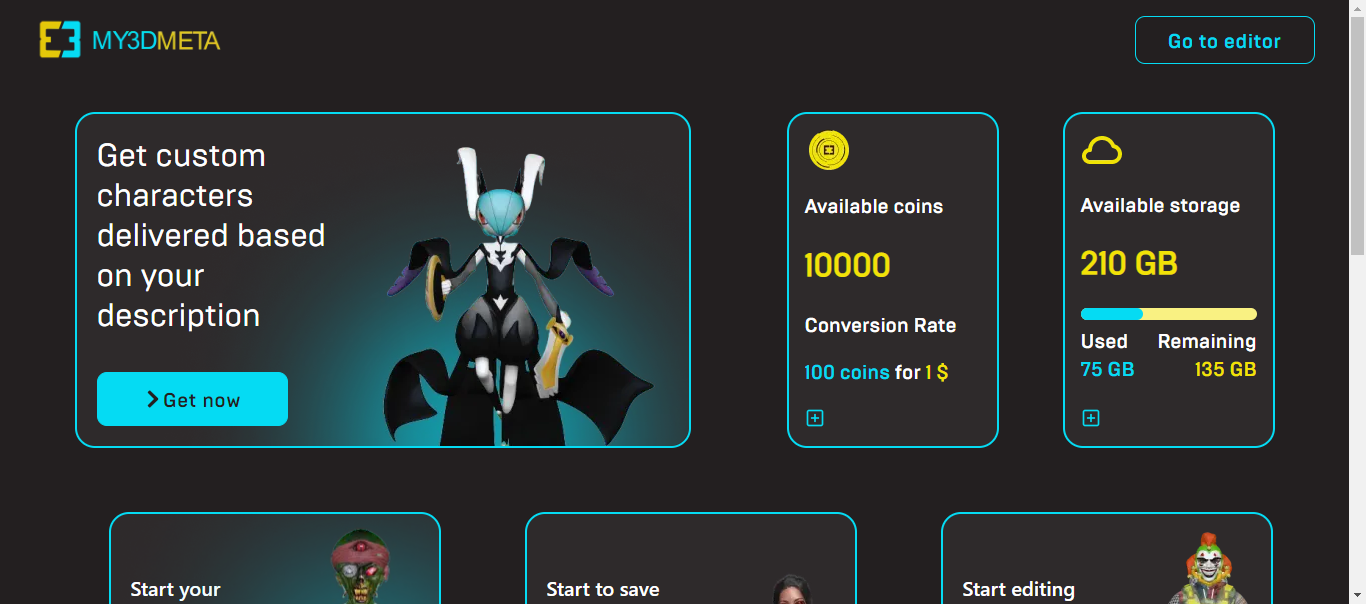 MY3DMETA
Go to editor
Get custom
characters
delivered based
on your
description
Get now
Available coins
10000
Conversion Rate
100 coins for 1 $
Available storage
210 GB
Used Remaining
75 GB 135 GB
Start your
Start to save
Start editing